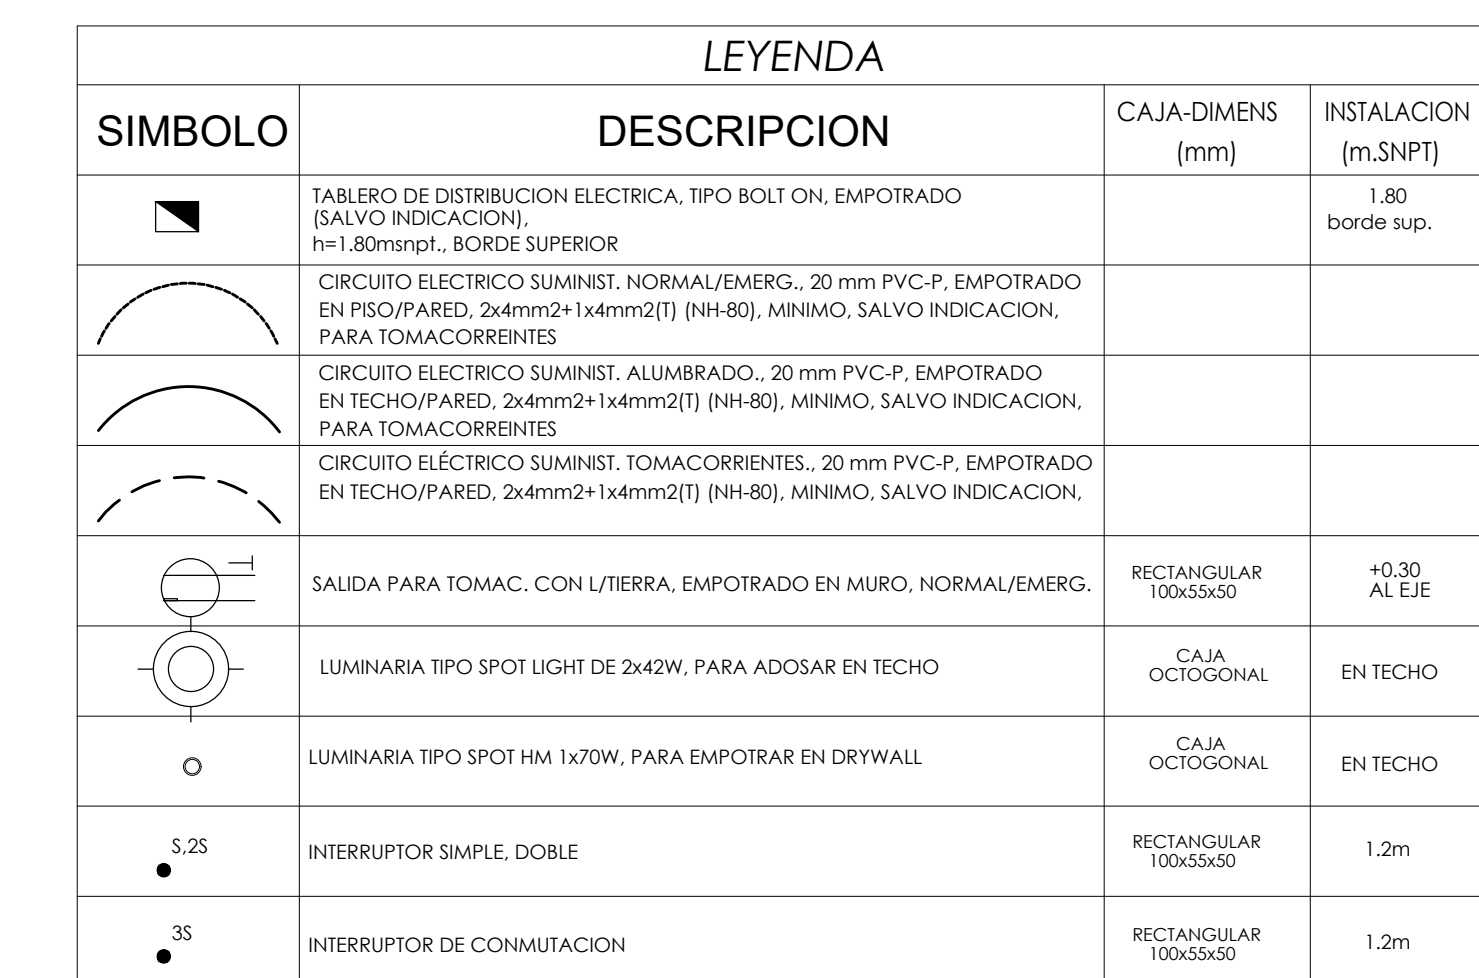 LEYENDA
SIMBOLO
DESCRIPCION
CAJA-DIMENS
(mm)
INSTALACION
(m.SNPT)
TABLERO DE DISTRIBUCION ELECTRICA, TIPO BOLT ON, EMPOTRADO
(SALVO INDICACION),
h=1.80msnpt., BORDE SUPERIOR
1.80
borde sup.
CIRCUITO ELECTRICO SUMINIST. NORMAL/EMERG., 20 mm PVC-P, EMPOTRADO
EN PISO/PARED, 2x4mm2+1x4mm2(T) (NH-80), MINIMO, SALVO INDICACION,
PARA TOMACORREINTES
CIRCUITO ELECTRICO SUMINIST. ALUMBRADO., 20 mm PVC-P, EMPOTRADO
EN TECHO/PARED, 2x4mm2+1x4mm2(T) (NH-80), MINIMO, SALVO INDICACION,
PARA TOMACORREINTES
CIRCUITO ELÉCTRICO SUMINIST. TOMACORRIENTES., 20 mm PVC-P, EMPOTRADO
EN TECHO/PARED, 2x4mm2+1x4mm2(T) (NH-80), MINIMO, SALVO INDICACION,
SALIDA PARA TOMAC. CON L/TIERRA, EMPOTRADO EN MURO, NORMAL/EMERG.
RECTANGULAR
100x55x50
+0.30
AL EJE
LUMINARIA TIPO SPOT LIGHT DE 2x42W, PARA ADOSAR EN TECHO
CAJA
OCTOGONAL
EN TECHO
LUMINARIA TIPO SPOT HM 1x70W, PARA EMPOTRAR EN DRYWALL
CAJA
OCTOGONAL
EN TECHO
S,2S
INTERRUPTOR SIMPLE, DOBLE
RECTANGULAR
100x55x50
1.2m
3S
INTERRUPTOR DE CONMUTACION
RECTANGULAR
100x55x50
1.2m